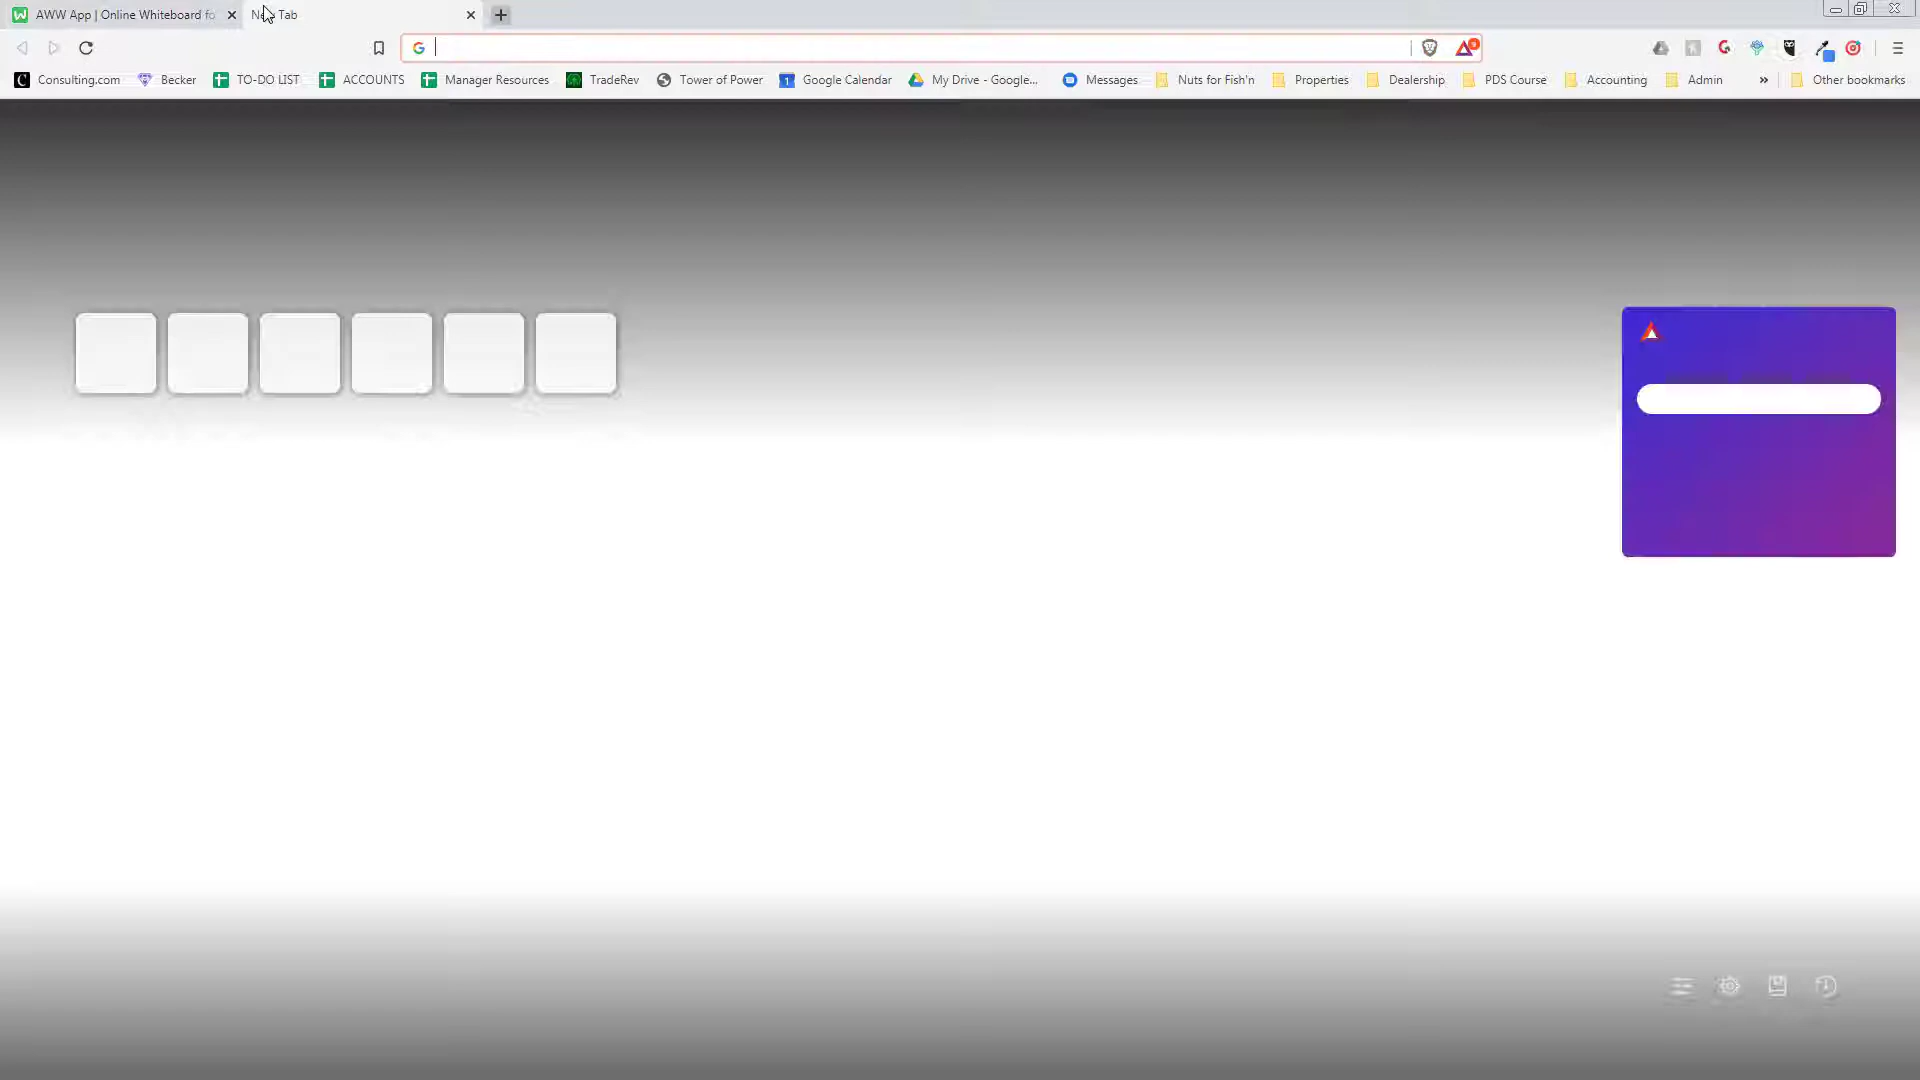 AWW App | Online Whiteboard fo
New Tab
Consulting.com Becker TO-DO LIST ACCOUNTS Manager Resources TradeRev Tower of Power Google Calendar My Drive - Google... Messages Nuts for Fish'n Properties Dealership PDS Course Accounting Admin » Other bookmarks